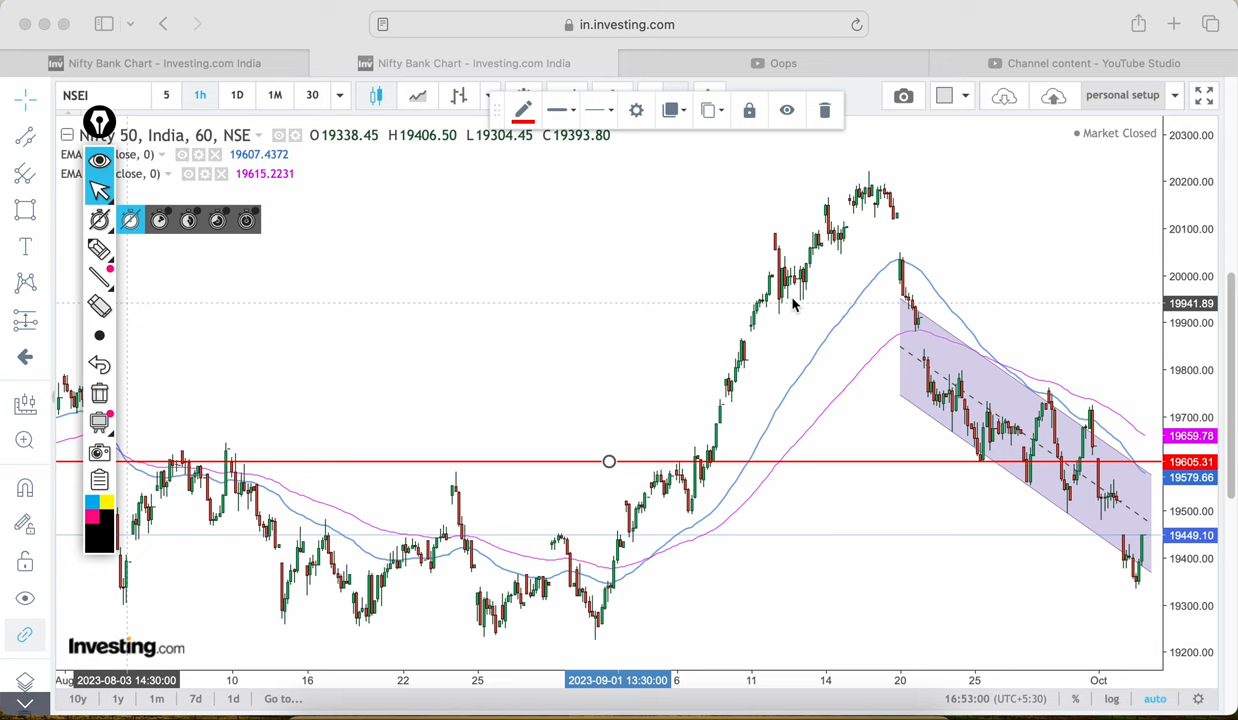 in.investing.com
Nifty Bank Chart - Investing.com India
Nifty Bank Chart - Investing.com India
Oops
Channel content - YouTube Studio
NSEI
5
1h
1D
1M
30
personal setup
50, India, 60, NSE
O19338.45 H19406.50 L19304.45 C19393.80
Market Closed
EMA
lose, 0)
19607.4372
EMA
close, 0)
19615.2231
20300.00
20200.00
20100.00
20000.00
19941.89
19900.00
19800.00
19700.00
19659.78
19605.31
19579.66
19500.00
19449.10
19400.00
19300.00
19200.00
Investing.com
Aug
2023-08-03 14:30:00
10
16
22
25
2023-09-01 13:30:00
6
11
14
20
25
Oct
10y
1y
1m
7d
1d
Go to...
16:53:00 (UTC+5:30)
%
log
auto